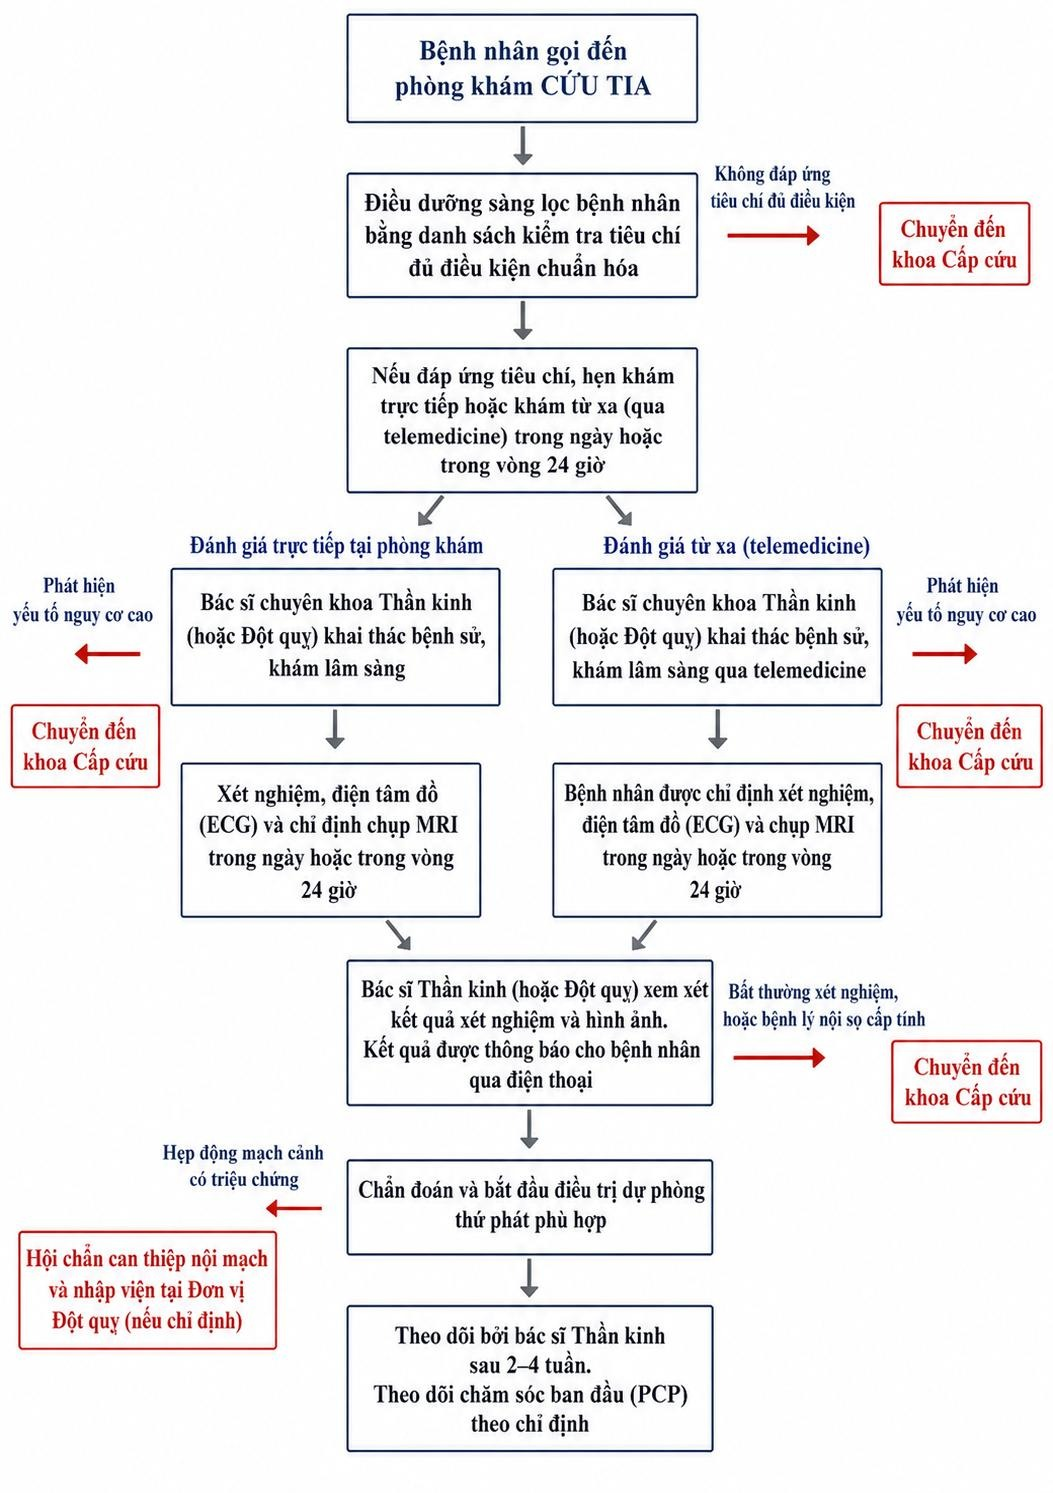 Bệnh nhân gọi đến
phòng khám CỨU TIA
Điều dưỡng sàng lọc bệnh nhân
bằng danh sách kiểm tra tiêu chí
đủ điều kiện chuẩn hóa
Không đáp ứng
tiêu chí đủ điều kiện
Chuyển đến
khoa Cấp cứu
Nếu đáp ứng tiêu chí, hẹn khám
trực tiếp hoặc khám từ xa (qua
telemedicine) trong ngày hoặc
trong vòng 24 giờ
Đánh giá trực tiếp tại phòng khám
Bác sĩ chuyên khoa Thần kinh
(hoặc Đột quỵ) khai thác bệnh sử,
khám lâm sàng
Phát hiện
yếu tố nguy cơ cao
Chuyển đến
khoa Cấp cứu
Xét nghiệm, điện tâm đồ
(ECG) và chỉ định chụp MRI
trong ngày hoặc trong vòng
24 giờ
Đánh giá từ xa (telemedicine)
Bác sĩ chuyên khoa Thần kinh
(hoặc Đột quỵ) khai thác bệnh sử,
khám lâm sàng qua telemedicine
Phát hiện
yếu tố nguy cơ cao
Chuyển đến
khoa Cấp cứu
Bệnh nhân được chỉ định xét nghiệm,
điện tâm đồ (ECG) và chụp MRI
trong ngày hoặc trong vòng
24 giờ
Bác sĩ Thần kinh (hoặc Đột quỵ) xem xét
kết quả xét nghiệm và hình ảnh.
Kết quả được thông báo cho bệnh nhân
qua điện thoại
Bất thường xét nghiệm,
hoặc bệnh lý nội sọ cấp tính
Chuyển đến
khoa Cấp cứu
Chẩn đoán và bắt đầu điều trị dự phòng
thứ phát phù hợp
Hẹp động mạch cảnh
có triệu chứng
Hội chẩn can thiệp nội mạch
và nhập viện tại Đơn vị
Đột quỵ (nếu chỉ định)
Theo dõi bởi bác sĩ Thần kinh
sau 2–4 tuần.
Theo dõi chăm sóc ban đầu (PCP)
theo chỉ định